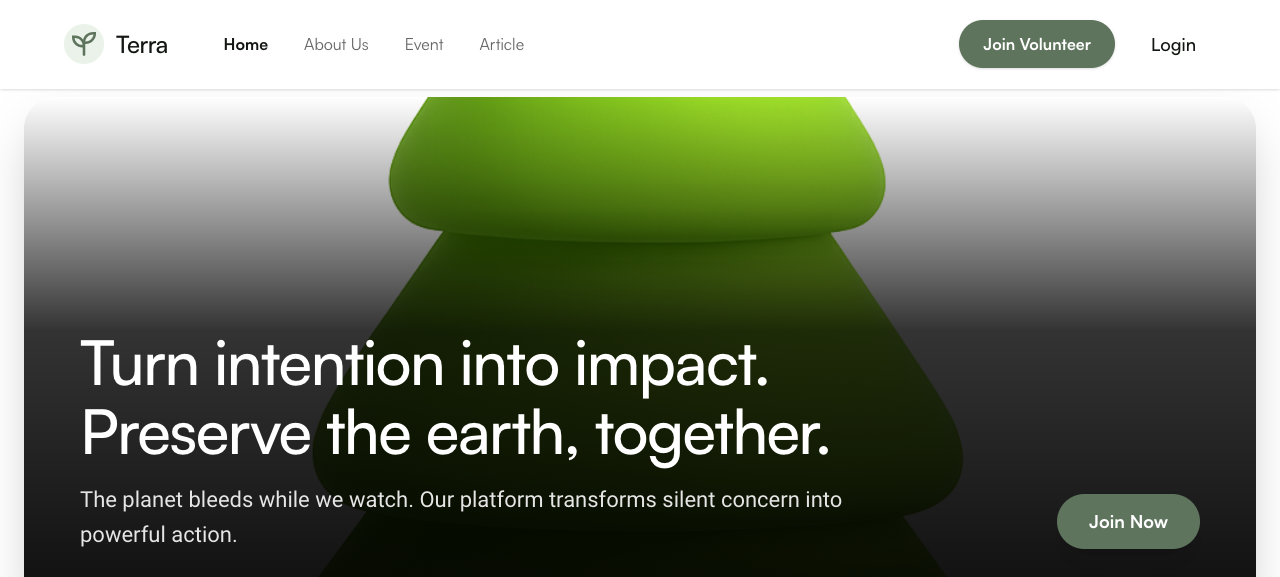 Terra
Home
About Us
Event
Article
Join Volunteer
Login
Turn intention into impact.
Preserve the earth, together.
The planet bleeds while we watch. Our platform transforms silent concern into
powerful action.
Join Now